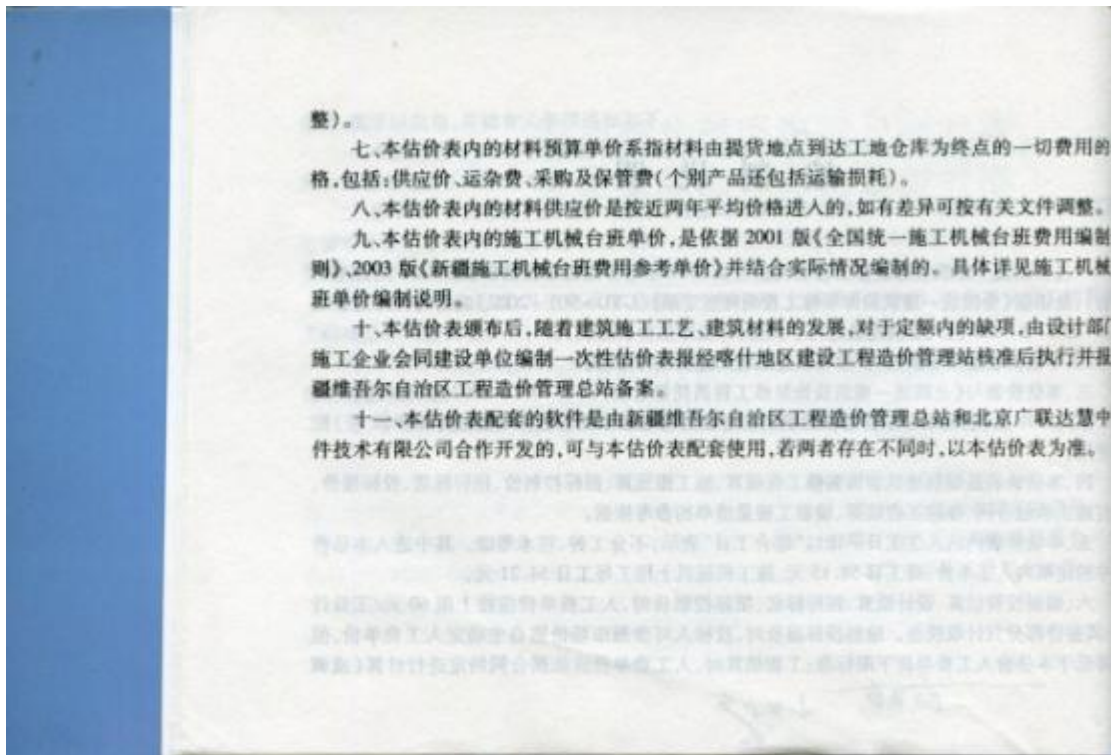 整)。
七、本估价表内的材料预算单价系指材料由提货地点到达工地仓库为终点的一切费用的
格,包括:供应价、运杂费、采购及保管费(个别产品还包括运输损耗)。
八、本估价表内的材料供应价是按近两年平均价格进入的,如有差异可按有关文件调整。
九、本估价表内的施工机械台班单价,是依据 2001 版《全国统一施工机械台班费用编制
则》、2003 版《新疆施工机械台班费用参考单价》并结合实际情况编制的。具体详见施工机械
班单价编制说明。
十、本估价表颁布后,随着建筑施工工艺、建筑材料的发展,对于定额内的缺项,由设计部门
施工企业会同建设单位编制一次性估价表报经喀什地区建设工程造价管理站核准后执行并报
疆维吾尔自治区工程造价管理总站备案。
十一、本估价表配套的软件是由新疆维吾尔自治区工程造价管理总站和北京广联达慧中
件技术有限公司合作开发的,可与本估价表配套使用,若两者存在不同时,以本估价表为准。